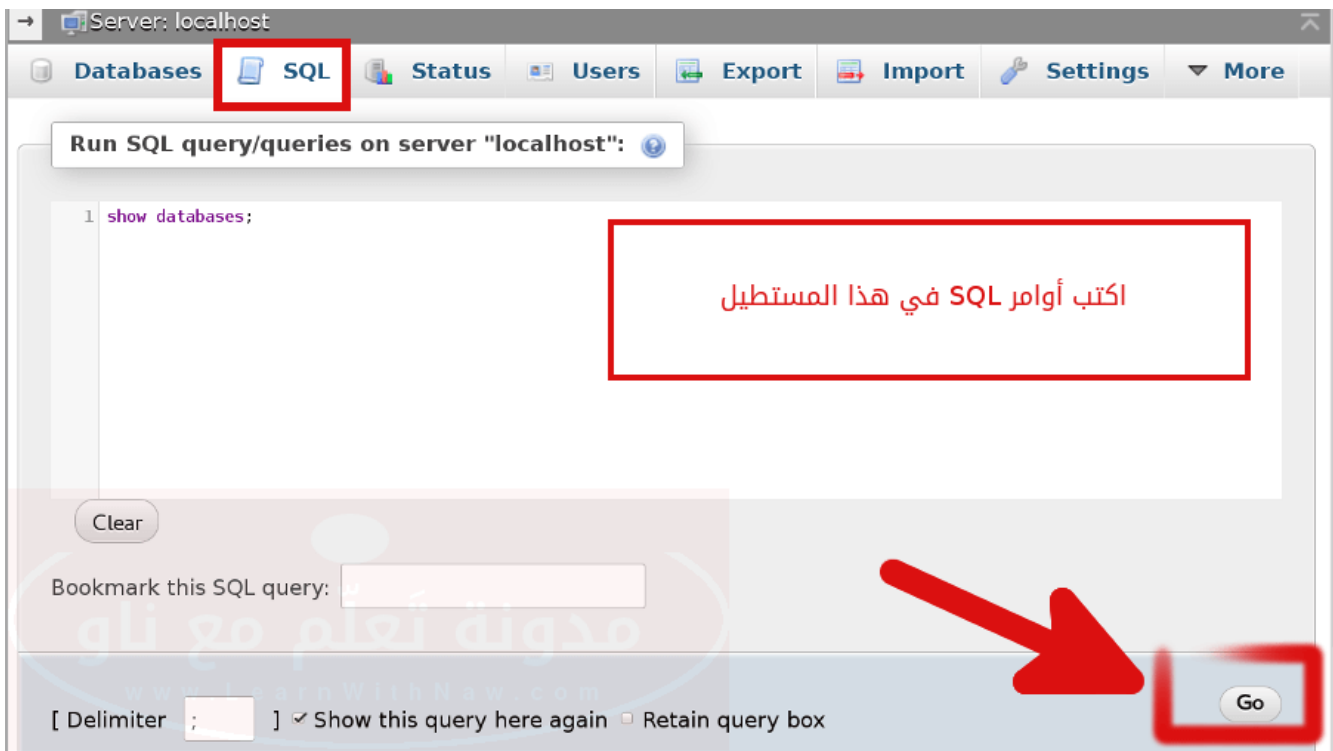 Server: localhost
Databases SQL Status Users Export Import Settings More
Run SQL query/queries on server "localhost":
1 show databases;
اكتب أوامر SQL في هذا المستطيل
Clear
Bookmark this SQL query:
مدونة تَعلّم مع ناو
www.LearnWithNaw.com
[ Delimiter ; ] Show this query here again Retain query box
Go